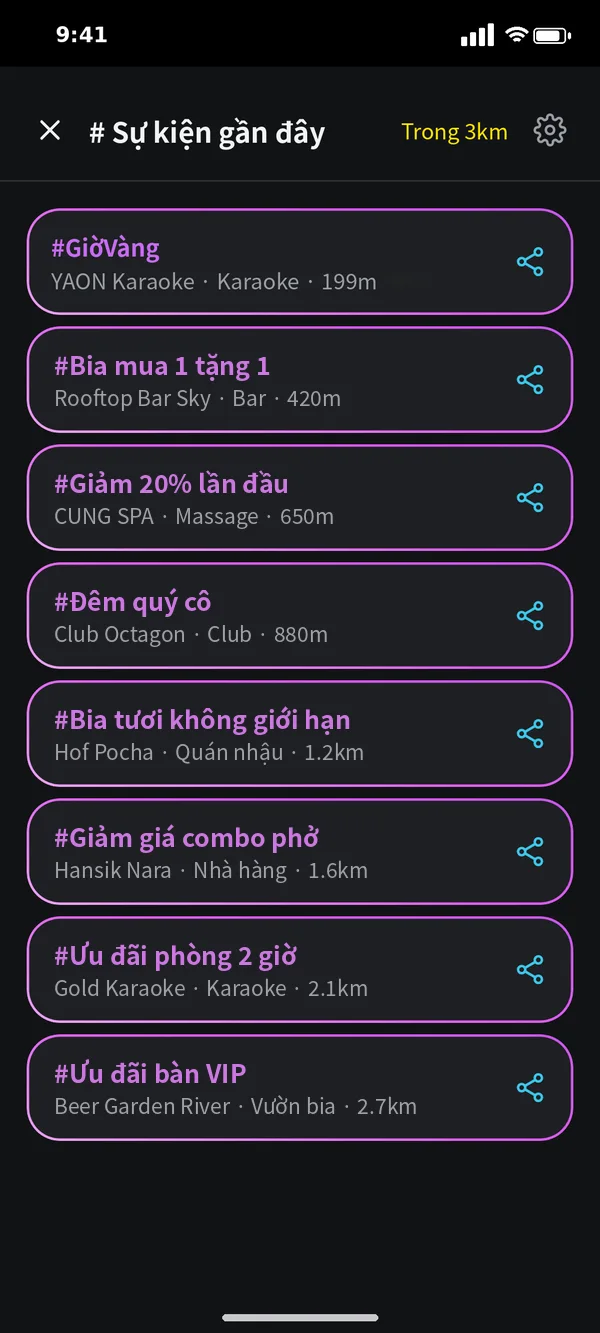 9:41
# Sự kiện gần đây
Trong 3km
#GiờVàng
YAON Karaoke · Karaoke · 199m
#Bia mua 1 tặng 1
Rooftop Bar Sky · Bar · 420m
#Giảm 20% lần đầu
CUNG SPA · Massage · 650m
#Đêm quý cô
Club Octagon · Club · 880m
#Bia tươi không giới hạn
Hof Pocha · Quán nhậu · 1.2km
#Giảm giá combo phở
Hansik Nara · Nhà hàng · 1.6km
#Ưu đãi phòng 2 giờ
Gold Karaoke · Karaoke · 2.1km
#Ưu đãi bàn VIP
Beer Garden River · Vườn bia · 2.7km